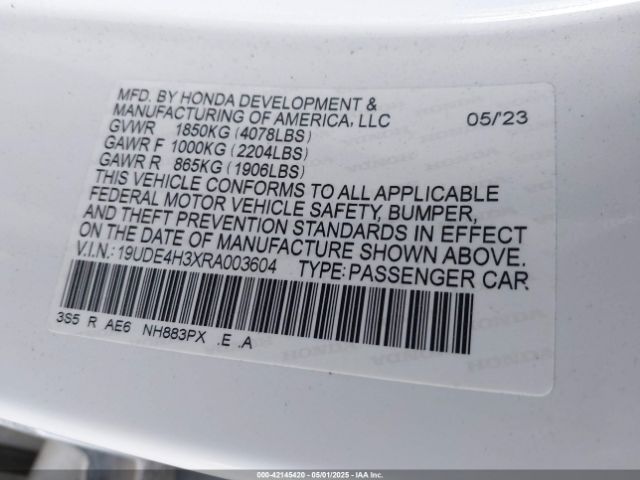 MFD. BY HONDA DEVELOPMENT &
MANUFACTURING OF AMERICA, LLC 05/'23
GVWR 1850KG (4078LBS)
GAWR F 1000KG (2204LBS)
GAWR R 865KG (1906LBS)
THIS VEHICLE CONFORMS TO ALL APPLICABLE
FEDERAL MOTOR VEHICLE SAFETY, BUMPER,
AND THEFT PREVENTION STANDARDS IN EFFECT
ON THE DATE OF MANUFACTURE SHOWN ABOVE.
V.I.N.: 19UDE4H3XRA003604 TYPE: PASSENGER CAR
3S5 R AE6 NH883PX .E .A
HONDA HONDA HONDA
000-42145420 - 05/01/2025 - IAA Inc.